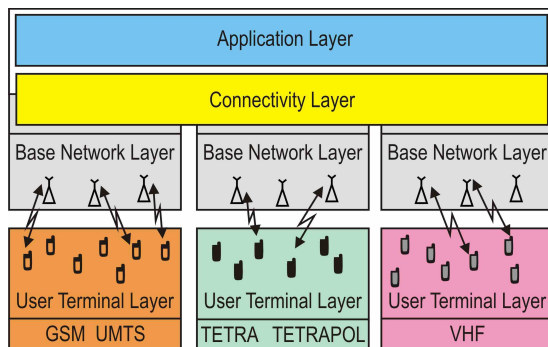 Application Layer
Connectivity Layer
Base Network Layer
Base Network Layer
Base Network Layer
User Terminal Layer
User Terminal Layer
User Terminal Layer
GSM UMTS
TETRA TETRAPOL
VHF